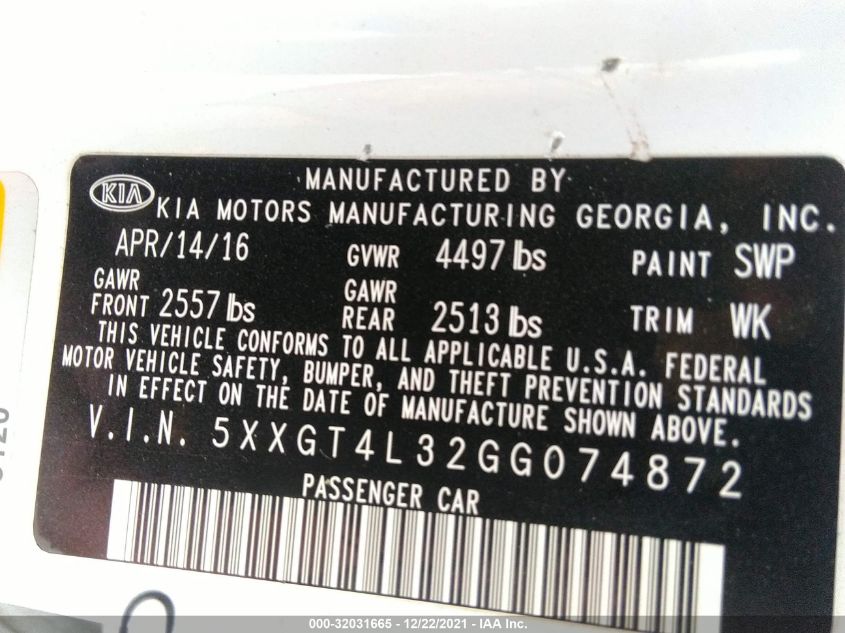 MANUFACTURED BY
KIA KIA MOTORS MANUFACTURING GEORGIA, INC.
APR/14/16 GVWR 4497 lbs PAINT SWP
GAWR FRONT 2557 lbs GAWR REAR 2513 lbs TRIM WK
THIS VEHICLE CONFORMS TO ALL APPLICABLE U.S.A. FEDERAL
MOTOR VEHICLE SAFETY, BUMPER, AND THEFT PREVENTION STANDARDS
IN EFFECT ON THE DATE OF MANUFACTURE SHOWN ABOVE.
V.I.N. 5XXGT4L32GG074872
PASSENGER CAR
000-32031665 - 12/22/2021 - IAA Inc.